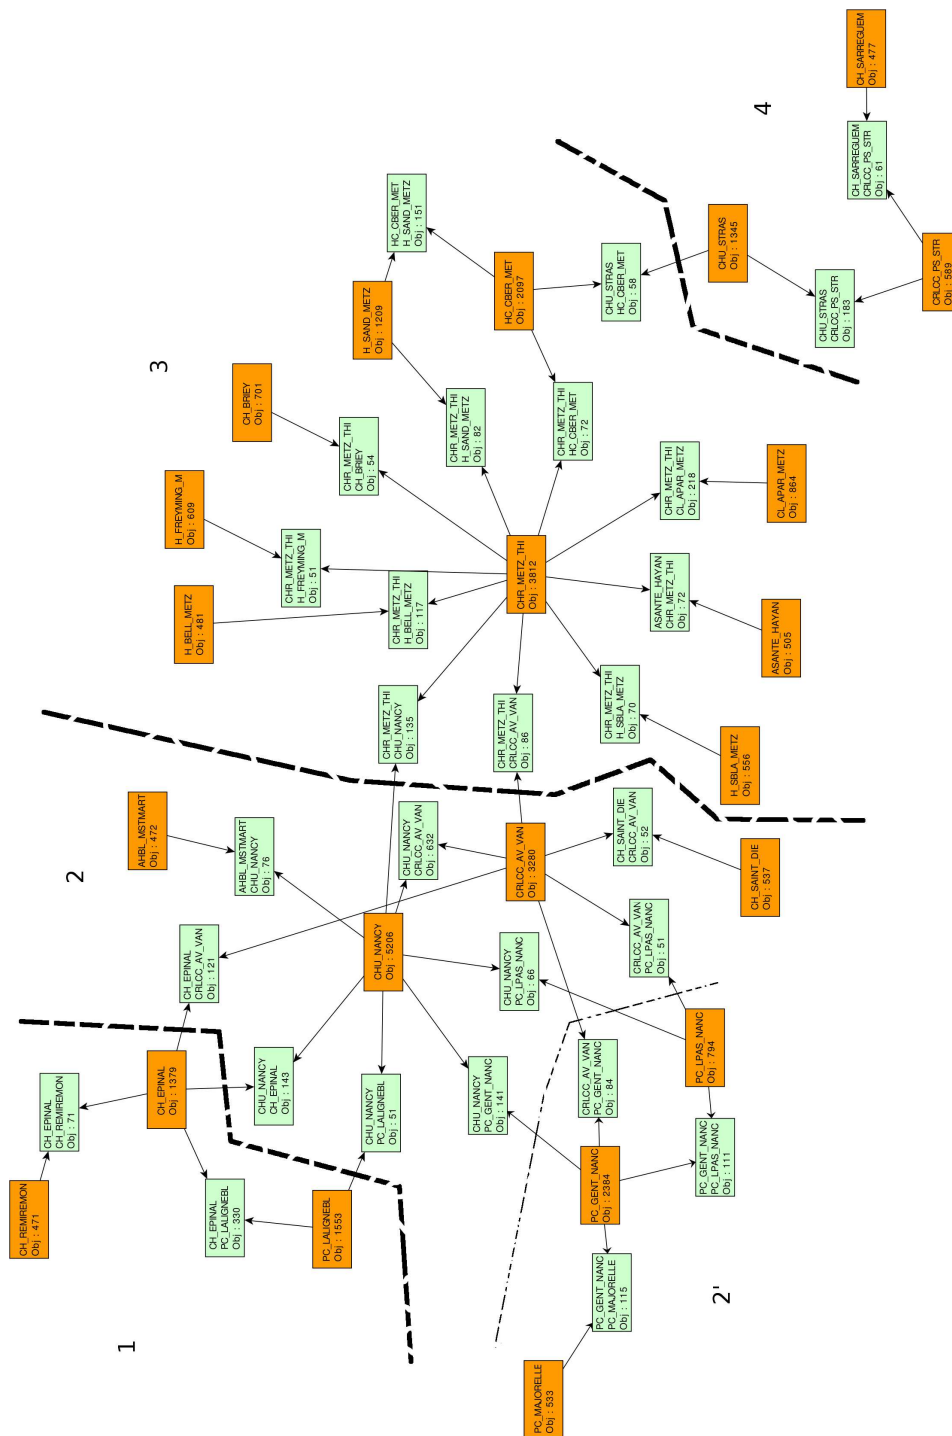 1
CH_REMIREMON
Obj : 471
CH_EPINAL
CH_REMIREMON
Obj : 71
CH_EPINAL
Obj : 1379
CH_EPINAL
PC_LALIGNEBL
Obj : 330
PC_LALIGNEBL
Obj : 1553
2
AHBL_MSTMART
Obj : 472
AHBL_MSTMART
CHU_NANCY
Obj : 76
CH_EPINAL
CRLCC_AV_VAN
Obj : 121
CHU_NANCY
CH_EPINAL
Obj : 143
CHU_NANCY
PC_LALIGNEBL
Obj : 51
CHU_NANCY
Obj : 5206
CHU_NANCY
CRLCC_AV_VAN
Obj : 632
CHU_NANCY
PC_GENT_NANC
Obj : 141
CHU_NANCY
PC_LPAS_NANC
Obj : 66
CRLCC_AV_VAN
Obj : 3280
CH_SAINT_DIE
CRLCC_AV_VAN
Obj : 52
CRLCC_AV_VAN
PC_LPAS_NANC
Obj : 51
CH_SAINT_DIE
Obj : 537
2'
PC_MAJORELLE
Obj : 533
PC_GENT_NANC
PC_MAJORELLE
Obj : 115
PC_GENT_NANC
Obj : 2384
CRLCC_AV_VAN
PC_GENT_NANC
Obj : 84
PC_GENT_NANC
PC_LPAS_NANC
Obj : 111
PC_LPAS_NANC
Obj : 794
3
H_BELL_METZ
Obj : 481
H_FREYMING_M
Obj : 609
CH_BRIEY
Obj : 701
CHR_METZ_THI
H_FREYMING_M
Obj : 51
CHR_METZ_THI
CH_BRIEY
Obj : 54
H_SAND_METZ
Obj : 1209
HC_CBER_MET
H_SAND_METZ
Obj : 151
CHR_METZ_THI
CHU_NANCY
Obj : 135
CHR_METZ_THI
H_BELL_METZ
Obj : 117
CHR_METZ_THI
H_SAND_METZ
Obj : 82
HC_CBER_MET
Obj : 2097
CHR_METZ_THI
CRLCC_AV_VAN
Obj : 86
CHR_METZ_THI
Obj : 3812
CHR_METZ_THI
HC_CBER_MET
Obj : 72
CHU_STRAS
HC_CBER_MET
Obj : 58
CHR_METZ_THI
H_SBLA_METZ
Obj : 70
ASANTE_HAYAN
CHR_METZ_THI
Obj : 72
CHR_METZ_THI
CL_APAR_METZ
Obj : 218
H_SBLA_METZ
Obj : 556
ASANTE_HAYAN
Obj : 505
CL_APAR_METZ
Obj : 864
4
CHU_STRAS
Obj : 1345
CHU_STRAS
CRLCC_PS_STR
Obj : 183
CH_SARREGUEM
CRLCC_PS_STR
Obj : 61
CH_SARREGUEM
Obj : 477
CRLCC_PS_STR
Obj : 589